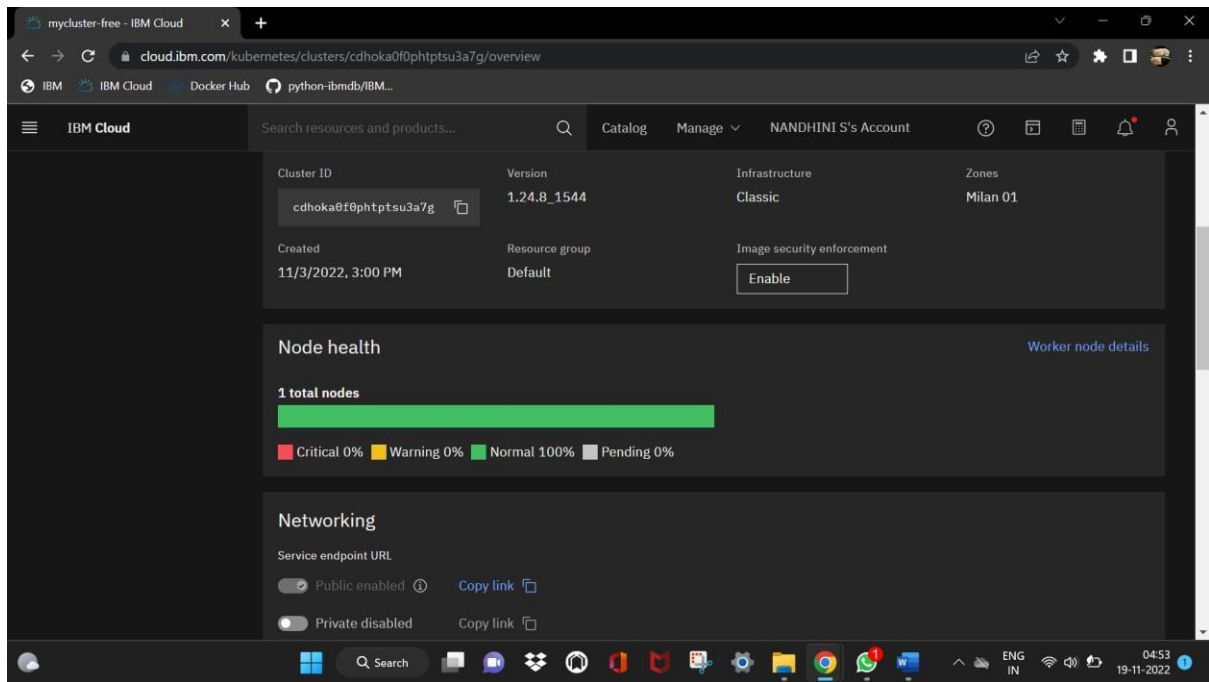 mycluster-free - IBM Cloud
cloud.ibm.com/kubernetes/clusters/cdhoka0f0phtptsu3a7g/overview
IBM IBM Cloud Docker Hub python-ibmdb/IBM...
IBM Cloud Search resources and products... Catalog Manage NANDHINI S's Account
Cluster ID Version Infrastructure Zones
cdhoka0f0phtptsu3a7g 1.24.8_1544 Classic Milan 01
Created Resource group Image security enforcement
11/3/2022, 3:00 PM Default Enable
Node health Worker node details
1 total nodes
Critical 0% Warning 0% Normal 100% Pending 0%
Networking
Service endpoint URL
Public enabled Copy link
Private disabled Copy link
Search 1 ENG 04:53
IN 19-11-2022 1